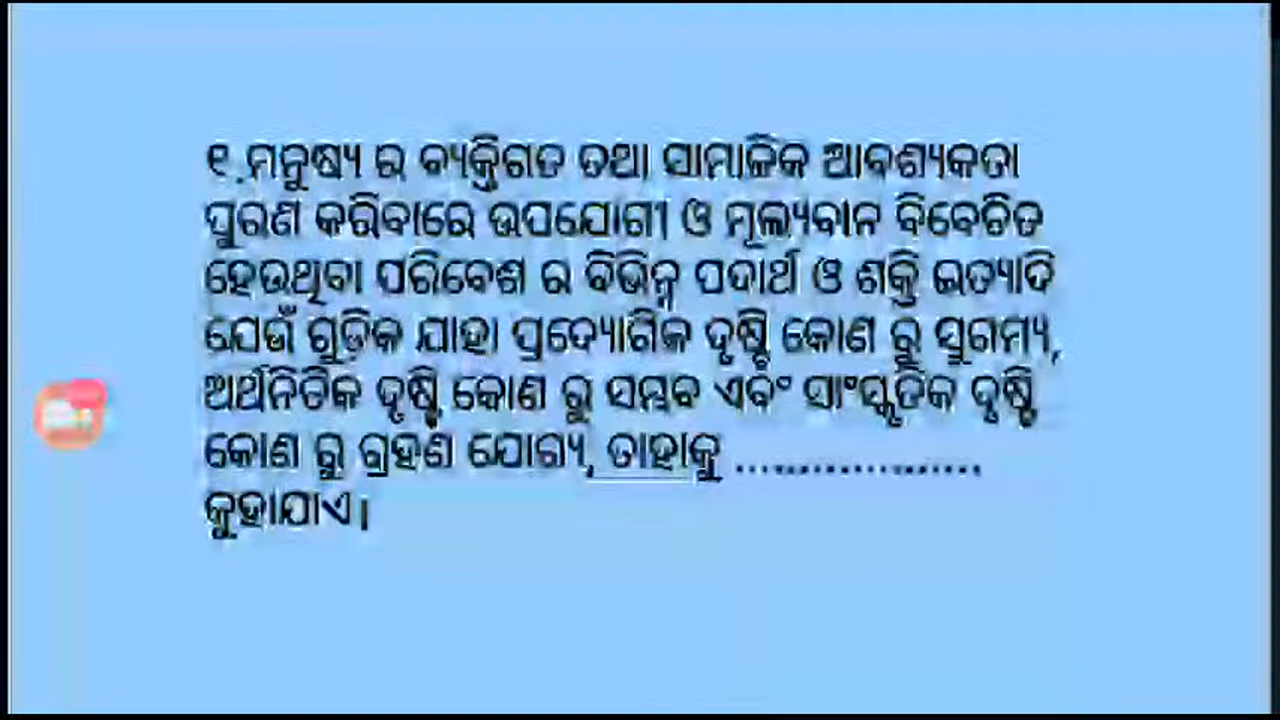 ୧.ମନୁଷ୍ୟ ର ବ୍ୟକ୍ତିଗତ ତଥା ସାମାଜିକ ଆବଶ୍ୟକତା
ପୁରଣ କରିବାରେ ଉପଯୋଗୀ ଓ ମୂଲ୍ୟବାନ ବିବେଚିତ
ହେଉଥିବା ପରିବେଶ ର ବିଭିନ୍ନ ପଦାର୍ଥ ଓ ଶକ୍ତି ଇତ୍ୟାଦି
ଯେଉଁ ଗୁଡ଼ିକ ଯାହା ପ୍ରଦ୍ୟୋଗିକ ଦୃଷ୍ଟି କୋଣ ରୁ ସୁଗମ୍ୟ,
ଅର୍ଥନିତିକ ଦୃଷ୍ଟି କୋଣ ରୁ ସମ୍ଭବ ଏବଂ ସାଂସ୍କୃତିକ ଦୃଷ୍ଟି
କୋଣ ରୁ ଗ୍ରହଣ ଯୋଗ୍ୟ, ତାହାକୁ .......................
କୁହାଯାଏ।